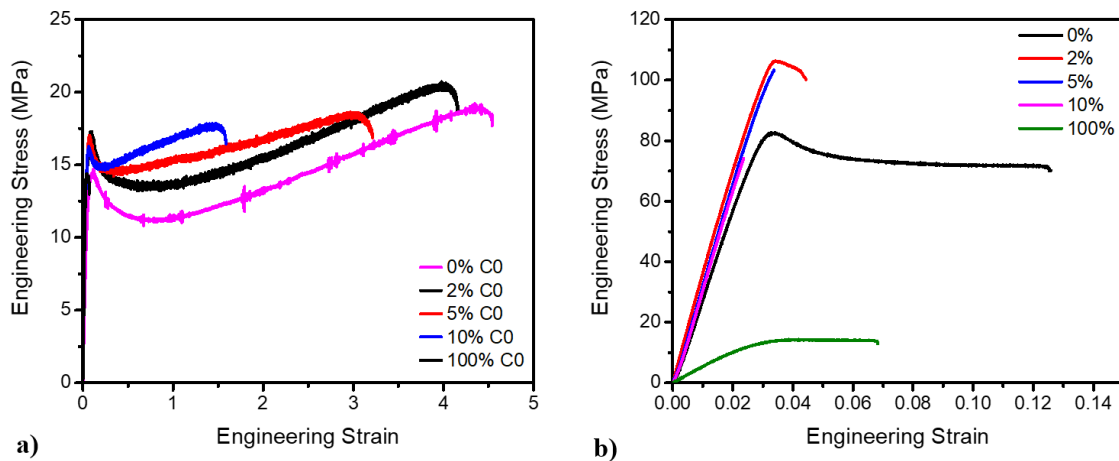 25
20
15
10
5
0
0
1
2
3
4
5
Engineering Stress (MPa)
Engineering Strain
0% C0
2% C0
5% C0
10% C0
100% C0
a)
120
100
80
60
40
20
0
0.00
0.02
0.04
0.06
0.08
0.10
0.12
0.14
Engineering Stress (MPa)
Engineering Strain
0%
2%
5%
10%
100%
b)